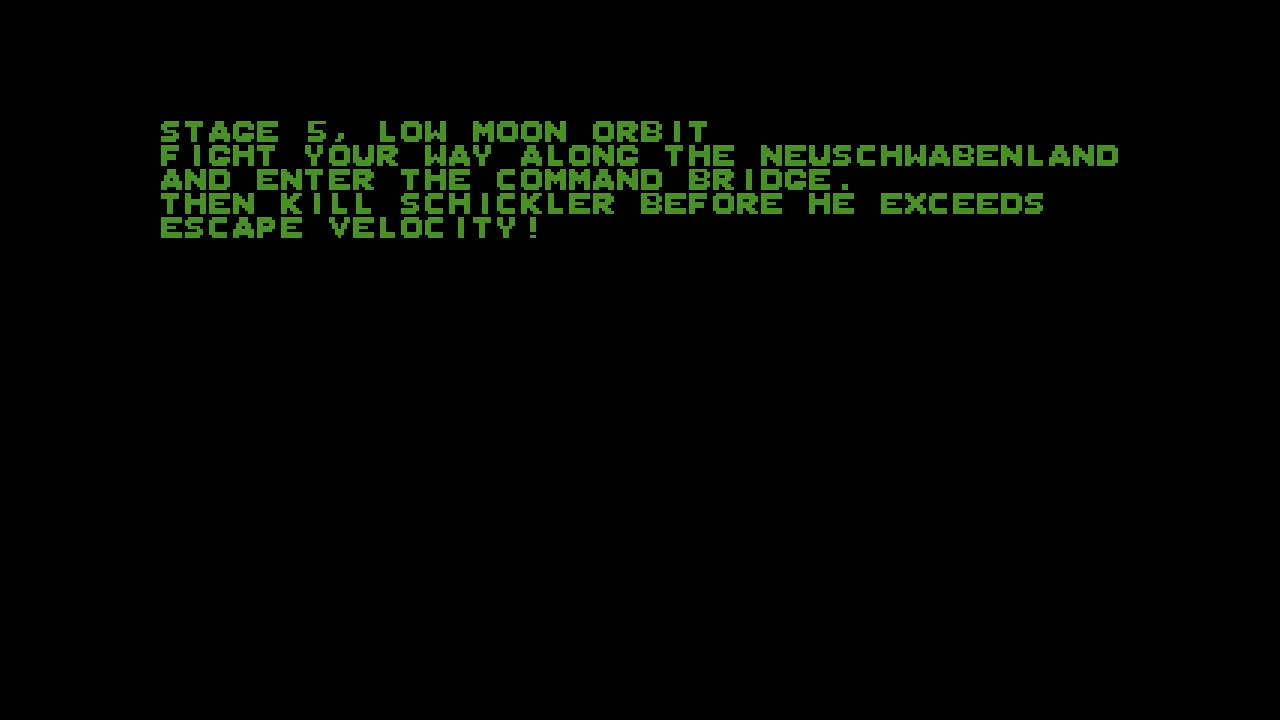 STAGE 5, LOW MOON ORBIT
FIGHT YOUR WAY ALONG THE NEUSCHWABENLAND
AND ENTER THE COMMAND BRIDGE.
THEN KILL SCHICKLER BEFORE HE EXCEEDS
ESCAPE VELOCITY!